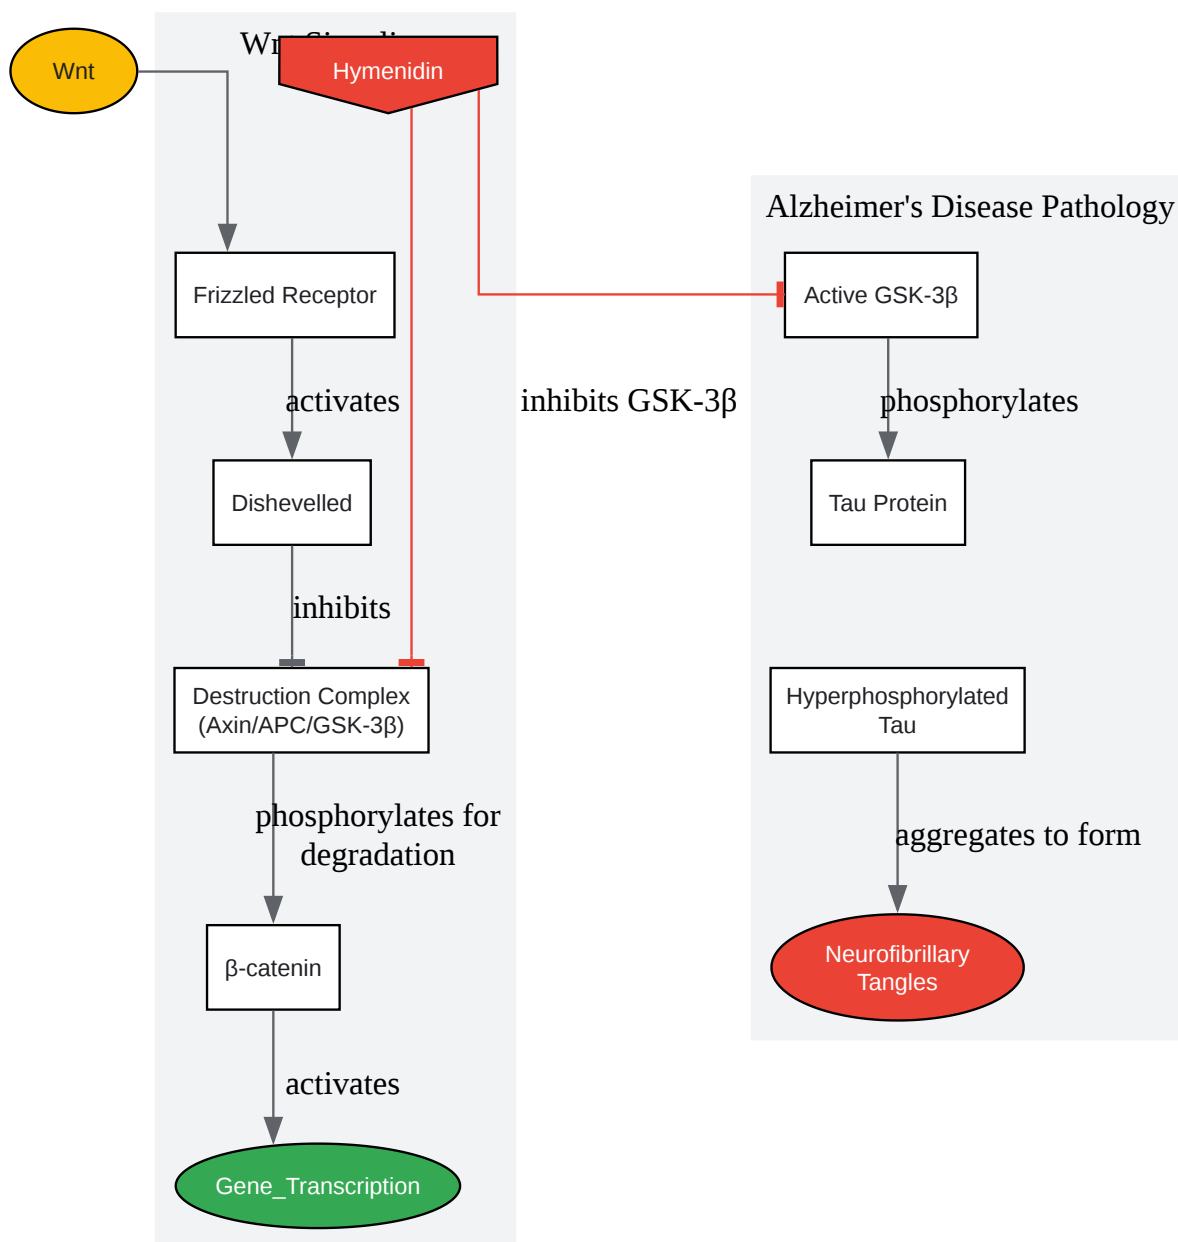 Wnt
Hymenidin
Alzheimer's Disease Pathology
Frizzled Receptor
Active GSK-3β
activates
inhibits GSK-3β
phosphorylates
Dishevelled
Tau Protein
inhibits
Destruction Complex
(Axin/APC/GSK-3β)
Hyperphosphorylated
Tau
phosphorylates for
degradation
aggregates to form
β-catenin
Neurofibrillary
Tangles
activates
Gene_Transcription